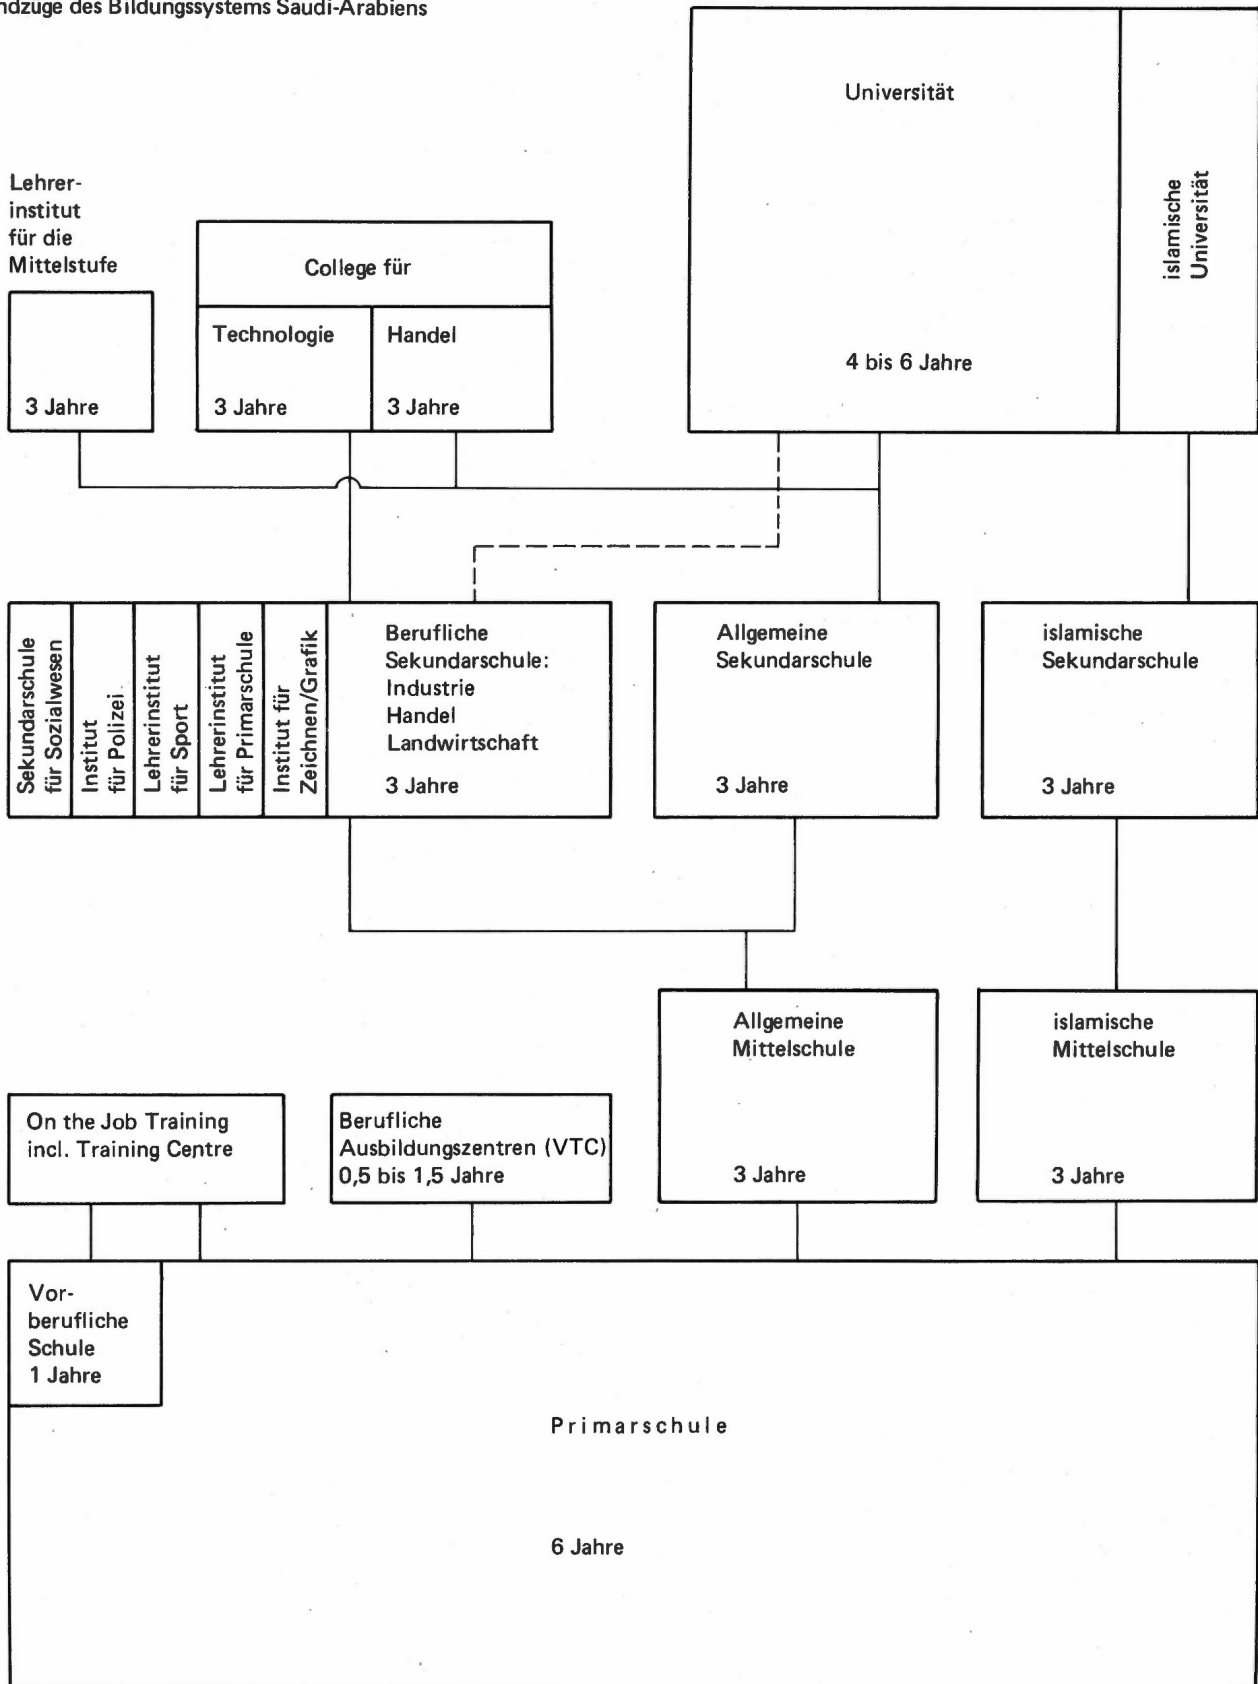 ndzüge des Bildungssystems Saudi-Arabiens
Universität
4 bis 6 Jahre
islamische
Universität
Lehrer-
institut
für die
Mittelstufe
3 Jahre
College für
Technologie
3 Jahre
Handel
3 Jahre
Sekundarschule
für Sozialwesen
Institut
für Polizei
Lehrerinstitut
für Sport
Lehrerinstitut
für Primarschule
Institut für
Zeichnen/Grafik
Berufliche
Sekundarschule:
Industrie
Handel
Landwirtschaft
3 Jahre
Allgemeine
Sekundarschule
3 Jahre
islamische
Sekundarschule
3 Jahre
Allgemeine
Mittelschule
3 Jahre
islamische
Mittelschule
3 Jahre
On the Job Training
incl. Training Centre
Berufliche
Ausbildungszentren (VTC)
0,5 bis 1,5 Jahre
Vor-
berufliche
Schule
1 Jahre
Primarschule
6 Jahre